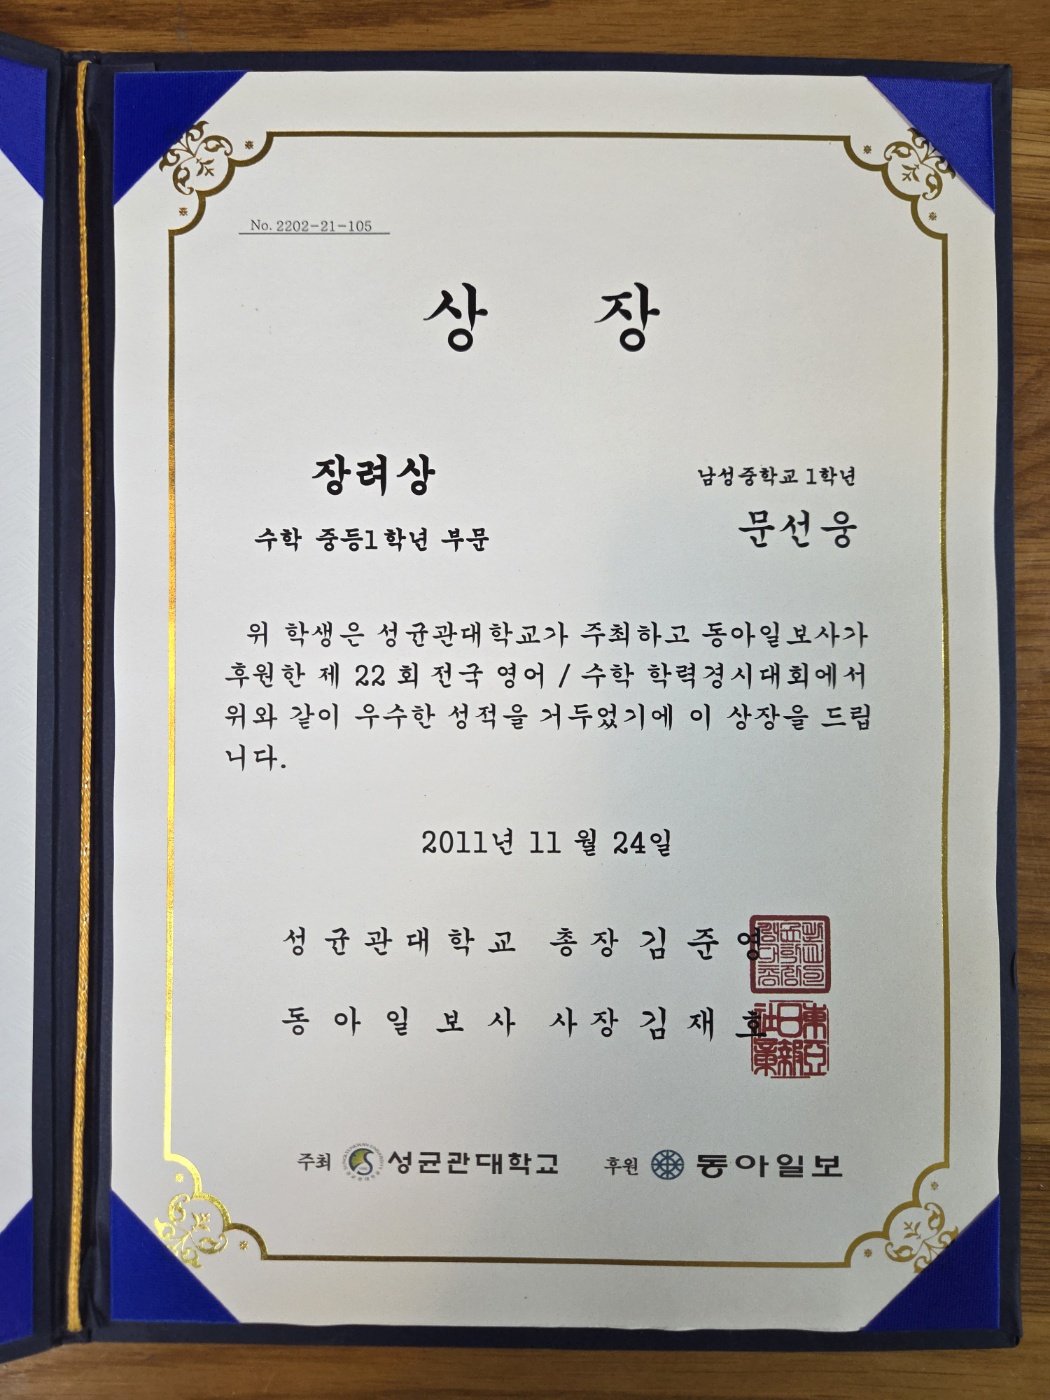 No. 2202-21-105
상 장
장려상
남성중학교 1학년
수학 중등1학년 부문
문선웅
위 학생은 성균관대학교가 주최하고 동아일보사가
후원한 제 22 회 전국 영어 / 수학 학력경시대회에서
위와 같이 우수한 성적을 거두었기에 이 상장을 드립
니다.
2011년 11 월 24일
성 균 관 대 학 교 총 장 김 준 영
동 아 일 보 사 사 장 김 재 호
주최 성균관대학교 후원 동아일보